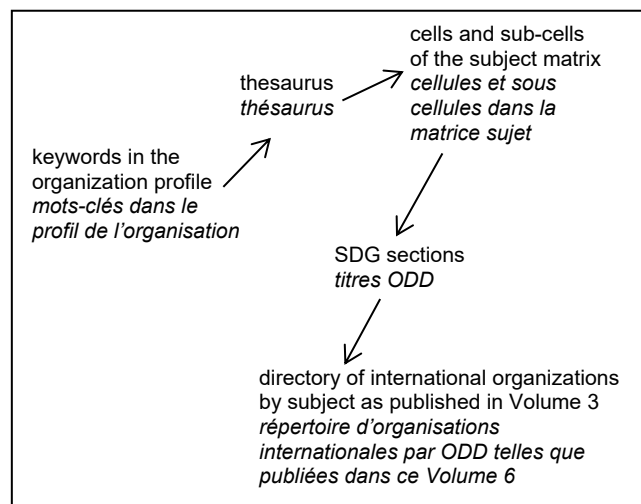 keywords in the
organization profile
mots-clés dans le
profil de l’organisation
thesaurus
thésaurus
cells and sub-cells
of the subject matrix
cellules et sous
cellules dans la
matrice sujet
SDG sections
titres ODD
directory of international organizations
by subject as published in Volume 3
répertoire d’organisations
internationales par ODD telles que
publiées dans ce Volume 6